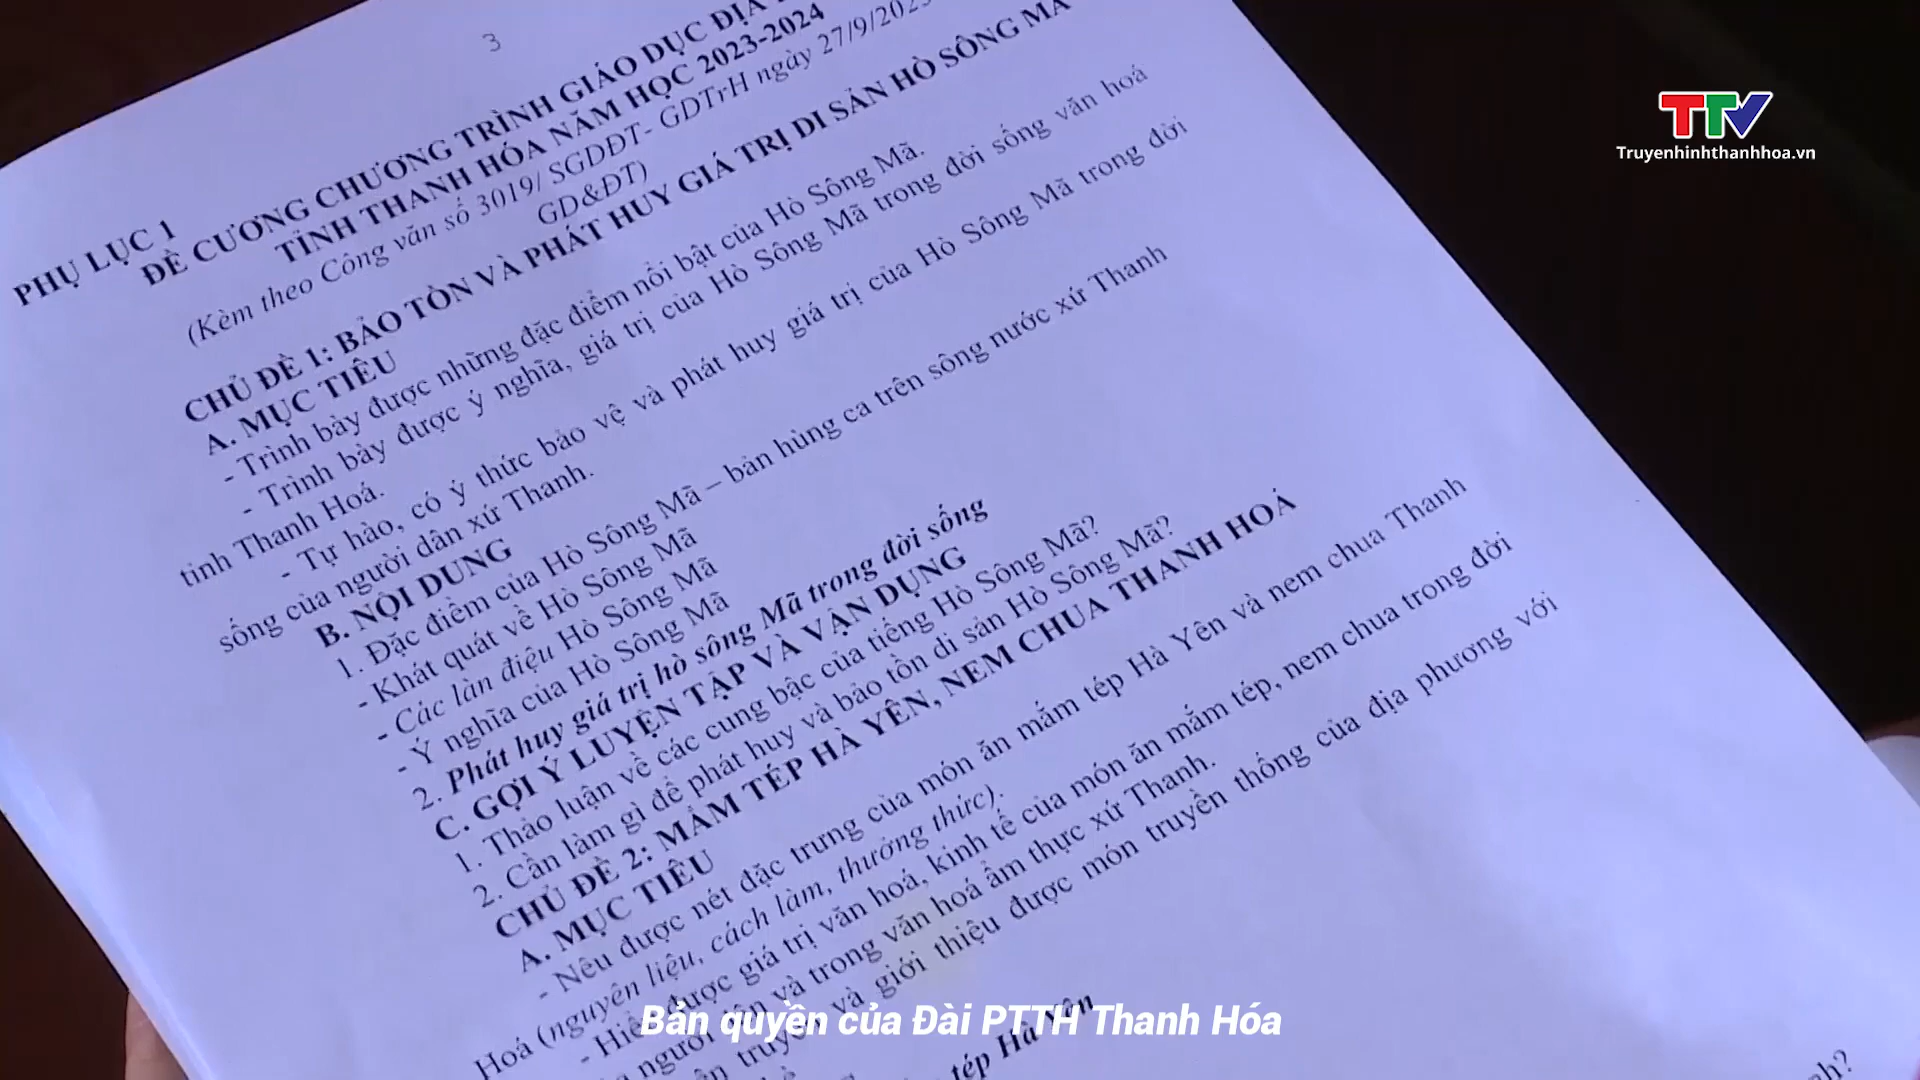 3
PHỤ LỤC 1
ĐỀ CƯƠNG CHƯƠNG TRÌNH GIÁO DỤC ĐỊA
TỈNH THANH HÓA NĂM HỌC 2023-2024
(Kèm theo Công văn số 3019/ SGDĐT- GDTrH ngày 27/9/2023
GD&ĐT)
CHỦ ĐỀ 1: BẢO TỒN VÀ PHÁT HUY GIÁ TRỊ DI SẢN HÒ SÔNG MÃ
A. MỤC TIÊU
- Trình bày được những đặc điểm nổi bật của Hò Sông Mã.
- Trình bày được ý nghĩa, giá trị của Hò Sông Mã trong đời sống văn hoá
tỉnh Thanh Hoá.
- Tự hào, có ý thức bảo vệ và phát huy giá trị của Hò Sông Mã trong đời
sống của người dân xứ Thanh.
B. NỘI DUNG
1. Đặc điểm của Hò Sông Mã – bản hùng ca trên sông nước xứ Thanh
- Khát quát về Hò Sông Mã
- Các làn điệu Hò Sông Mã
- Ý nghĩa của Hò Sông Mã
2. Phát huy giá trị hò sông Mã trong đời sống
C. GỢI Ý LUYỆN TẬP VÀ VẬN DỤNG
1. Thảo luận về các cung bậc của tiếng Hò Sông Mã?
2. Cần làm gì để phát huy và bảo tồn di sản Hò Sông Mã?
CHỦ ĐỀ 2: MẮM TÉP HÀ YÊN, NEM CHUA THANH HOÁ
A. MỤC TIÊU
- Nêu được nét đặc trưng của món ăn mắm tép Hà Yên và nem chua Thanh
Hoá (nguyên liệu, cách làm, thưởng thức).
- Hiểu được giá trị văn hoá, kinh tế của món ăn mắm tép, nem chua trong đời
người dân và trong văn hoá ẩm thực xứ Thanh.
truyền và giới thiệu được món truyền thống của địa phương với
tép Hà Yên
TTV
Truyenhinhthanhhoa.vn
Bản quyền của Đài PTTH Thanh Hóa